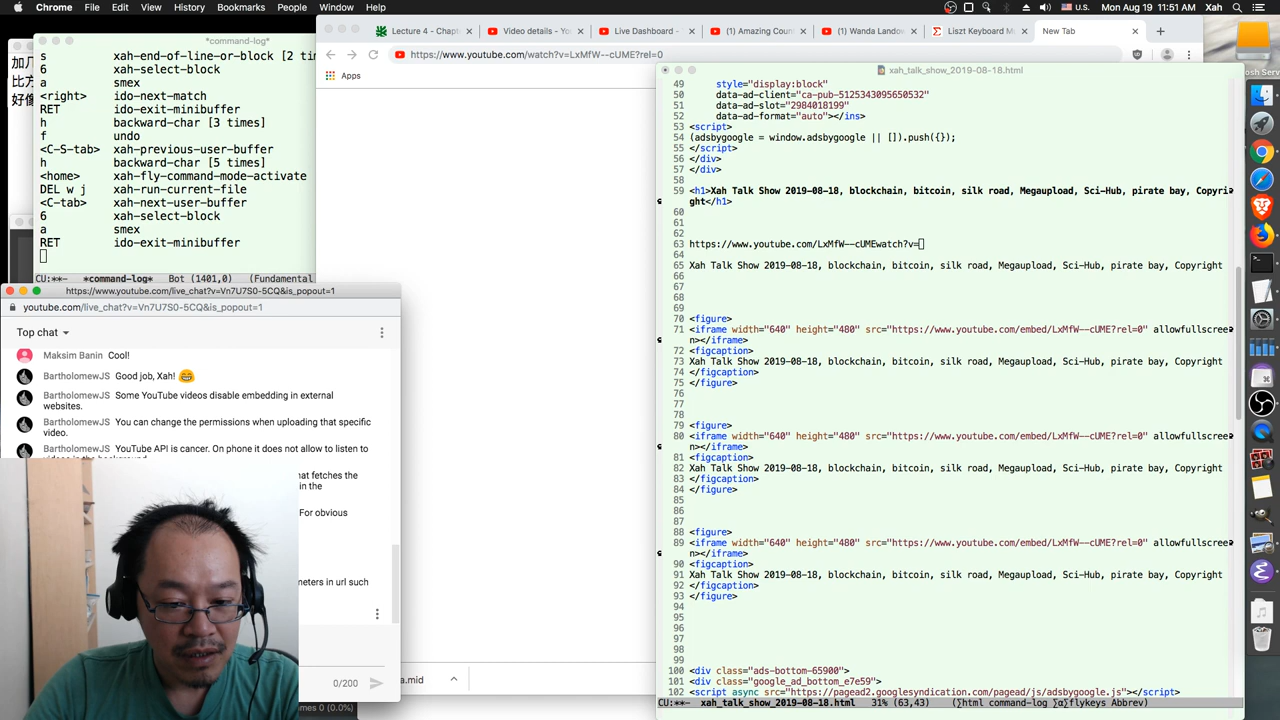 Chrome File Edit View History Bookmarks People Window Help
Mon Aug 19 11:51 AM Xah
*command-log*
s xah-end-of-line-or-block [2 tim
6 xah-select-block
a smex
<right> ido-next-match
RET ido-exit-minibuffer
h backward-char [3 times]
f undo
<C-S-tab> xah-previous-user-buffer
h backward-char [5 times]
<home> xah-fly-command-mode-activate
DEL w j xah-run-current-file
<C-tab> xah-next-user-buffer
6 xah-select-block
a smex
RET ido-exit-minibuffer
CU:**- *command-log* Bot (1401,0) (Fundamental
加几
比方
好像
Lecture 4 - Chapt
Video details - Yo
Live Dashboard -
(1) Amazing Coun
(1) Wanda Landow
Liszt Keyboard M
New Tab
https://www.youtube.com/watch?v=LxMfW--cUME?rel=0
Apps
https://www.youtube.com/live_chat?v=Vn7U7S0-5CQ&is_popout=1
youtube.com/live_chat?v=Vn7U7S0-5CQ&is_popout=1
Top chat
Maksim Banin Cool!
BartholomewJS Good job, Xah!
BartholomewJS Some YouTube videos disable embedding in external
websites.
BartholomewJS You can change the permissions when uploading that specific
video.
BartholomewJS YouTube API is cancer. On phone it does not allow to listen to
hat fetches the
in the
For obvious
meters in url such
0/200
a.mid
mes 0 (0.0%)
xah_talk_show_2019-08-18.html
49 style="display:block"
50 data-ad-client="ca-pub-5125343095650532"
51 data-ad-slot="2984018199"
52 data-ad-format="auto"></ins>
53 <script>
54 (adsbygoogle = window.adsbygoogle || []).push({});
55 </script>
56 </div>
57 </div>
58
59 <h1>Xah Talk Show 2019-08-18, blockchain, bitcoin, silk road, Megaupload, Sci-Hub, pirate bay, Copyri
ght</h1>
60
61
62
63 https://www.youtube.com/LxMfW--cUMEwatch?v=
64
65 Xah Talk Show 2019-08-18, blockchain, bitcoin, silk road, Megaupload, Sci-Hub, pirate bay, Copyright
66
67
68
69
70 <figure>
71 <iframe width="640" height="480" src="https://www.youtube.com/embed/LxMfW--cUME?rel=0" allowfullscree
n></iframe>
72 <figcaption>
73 Xah Talk Show 2019-08-18, blockchain, bitcoin, silk road, Megaupload, Sci-Hub, pirate bay, Copyright
74 </figcaption>
75 </figure>
76
77
78
79 <figure>
80 <iframe width="640" height="480" src="https://www.youtube.com/embed/LxMfW--cUME?rel=0" allowfullscree
n></iframe>
81 <figcaption>
82 Xah Talk Show 2019-08-18, blockchain, bitcoin, silk road, Megaupload, Sci-Hub, pirate bay, Copyright
83 </figcaption>
84 </figure>
85
86
87
88 <figure>
89 <iframe width="640" height="480" src="https://www.youtube.com/embed/LxMfW--cUME?rel=0" allowfullscree
n></iframe>
90 <figcaption>
91 Xah Talk Show 2019-08-18, blockchain, bitcoin, silk road, Megaupload, Sci-Hub, pirate bay, Copyright
92 </figcaption>
93 </figure>
94
95
96
97
98
99
100 <div class="ads-bottom-65900">
101 <div class="google_ad_bottom_e7e59">
102 <script async src="https://pagead2.googlesyndication.com/pagead/js/adsbygoogle.js"></script>
CU:**- xah_talk_show_2019-08-18.html 31% (63,43) (∑html command-log ∑α∑flykeys Abbrev)
osh Serv